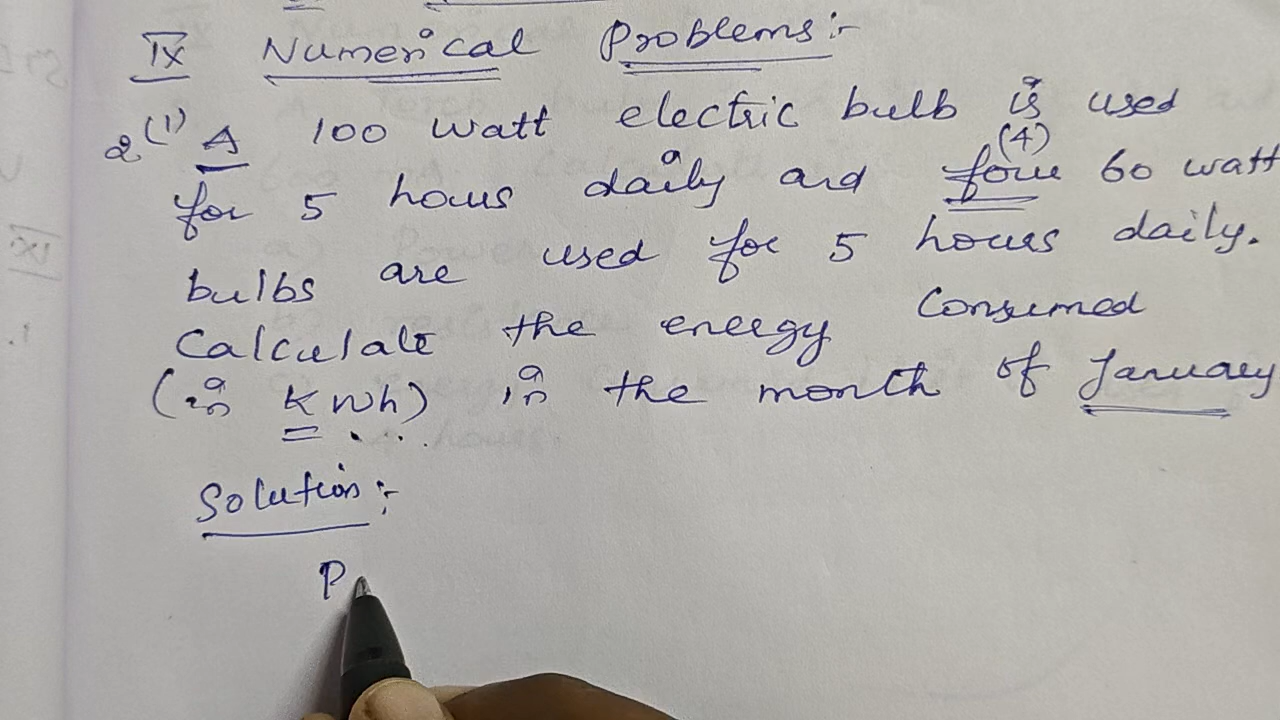 IX Numerical Problems:-
2 (1) A 100 watt electric bulb is used
(4)
for 5 hours daily and four 60 watt
bulbs are used for 5 hours daily.
Calculate the energy Consumed
(in KWh) in the month of January
Solution:-
P